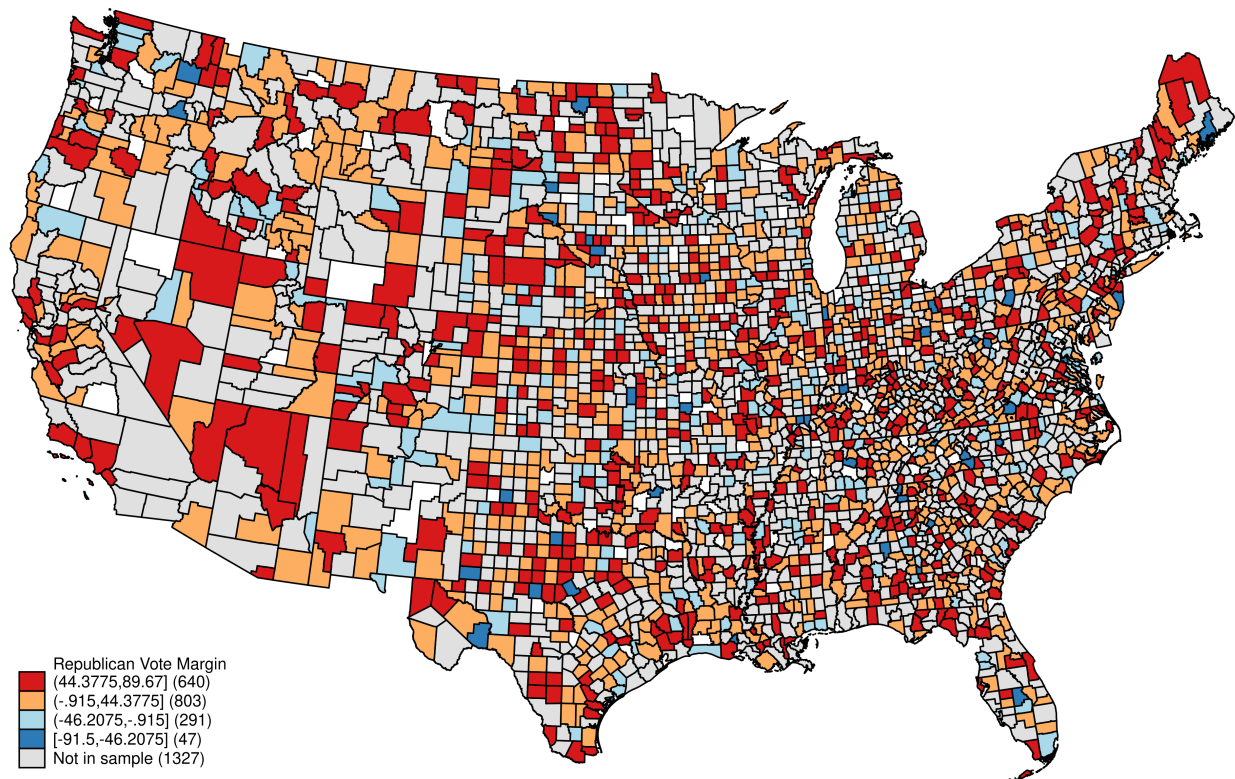 Republican Vote Margin
(44.3775,89.67] (640)
(-.915,44.3775] (803)
(-46.2075,-.915] (291)
[-91.5,-46.2075] (47)
Not in sample (1327)